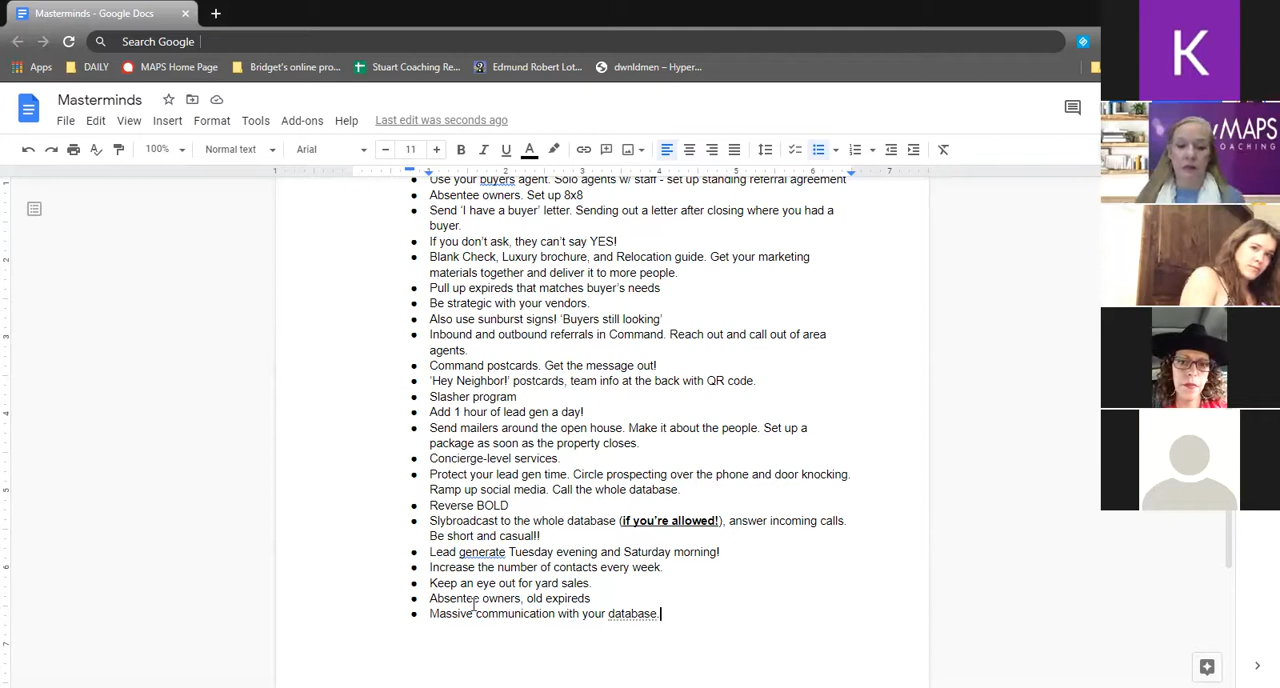 Masterminds - Google Docs
Search Google
Apps DAILY MAPS Home Page Bridget's online pro... Stuart Coaching Re... Edmund Robert Lot... dwnldmen – Hyper...
Masterminds
File Edit View Insert Format Tools Add-ons Help Last edit was seconds ago
100% Normal text Arial 11
1 1 2 3 4 5 6 7
Use your buyers agent. Solo agents w/ staff - set up standing referral agreement
Absentee owners. Set up 8x8
Send ‘I have a buyer’ letter. Sending out a letter after closing where you had a
buyer.
If you don’t ask, they can’t say YES!
Blank Check, Luxury brochure, and Relocation guide. Get your marketing
materials together and deliver it to more people.
Pull up expireds that matches buyer’s needs
Be strategic with your vendors.
Also use sunburst signs! ‘Buyers still looking’
Inbound and outbound referrals in Command. Reach out and call out of area
agents.
Command postcards. Get the message out!
‘Hey Neighbor!’ postcards, team info at the back with QR code.
Slasher program
Add 1 hour of lead gen a day!
Send mailers around the open house. Make it about the people. Set up a
package as soon as the property closes.
Concierge-level services.
Protect your lead gen time. Circle prospecting over the phone and door knocking.
Ramp up social media. Call the whole database.
Reverse BOLD
Slybroadcast to the whole database (if you’re allowed!), answer incoming calls.
Be short and casual!!
Lead generate Tuesday evening and Saturday morning!
Increase the number of contacts every week.
Keep an eye out for yard sales.
Absentee owners, old expireds
Massive communication with your database.
K
MAPS
COACHING